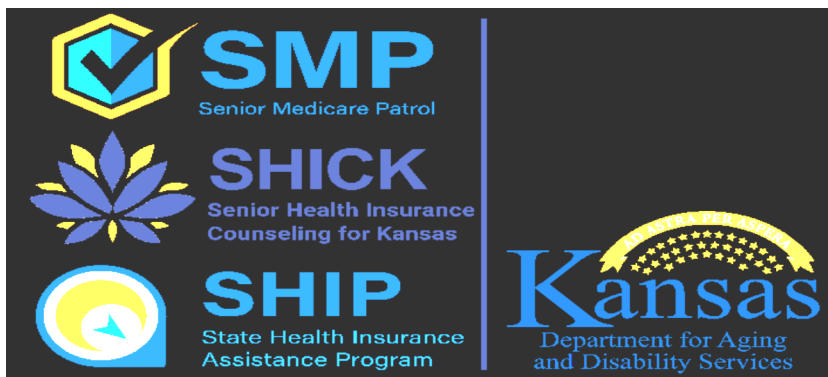 SMP
Senior Medicare Patrol
SHICK
Senior Health Insurance
Counseling for Kansas
SHIP
State Health Insurance
Assistance Program
AD ASTRA PER ASPERA
Kansas
Department for Aging
and Disability Services